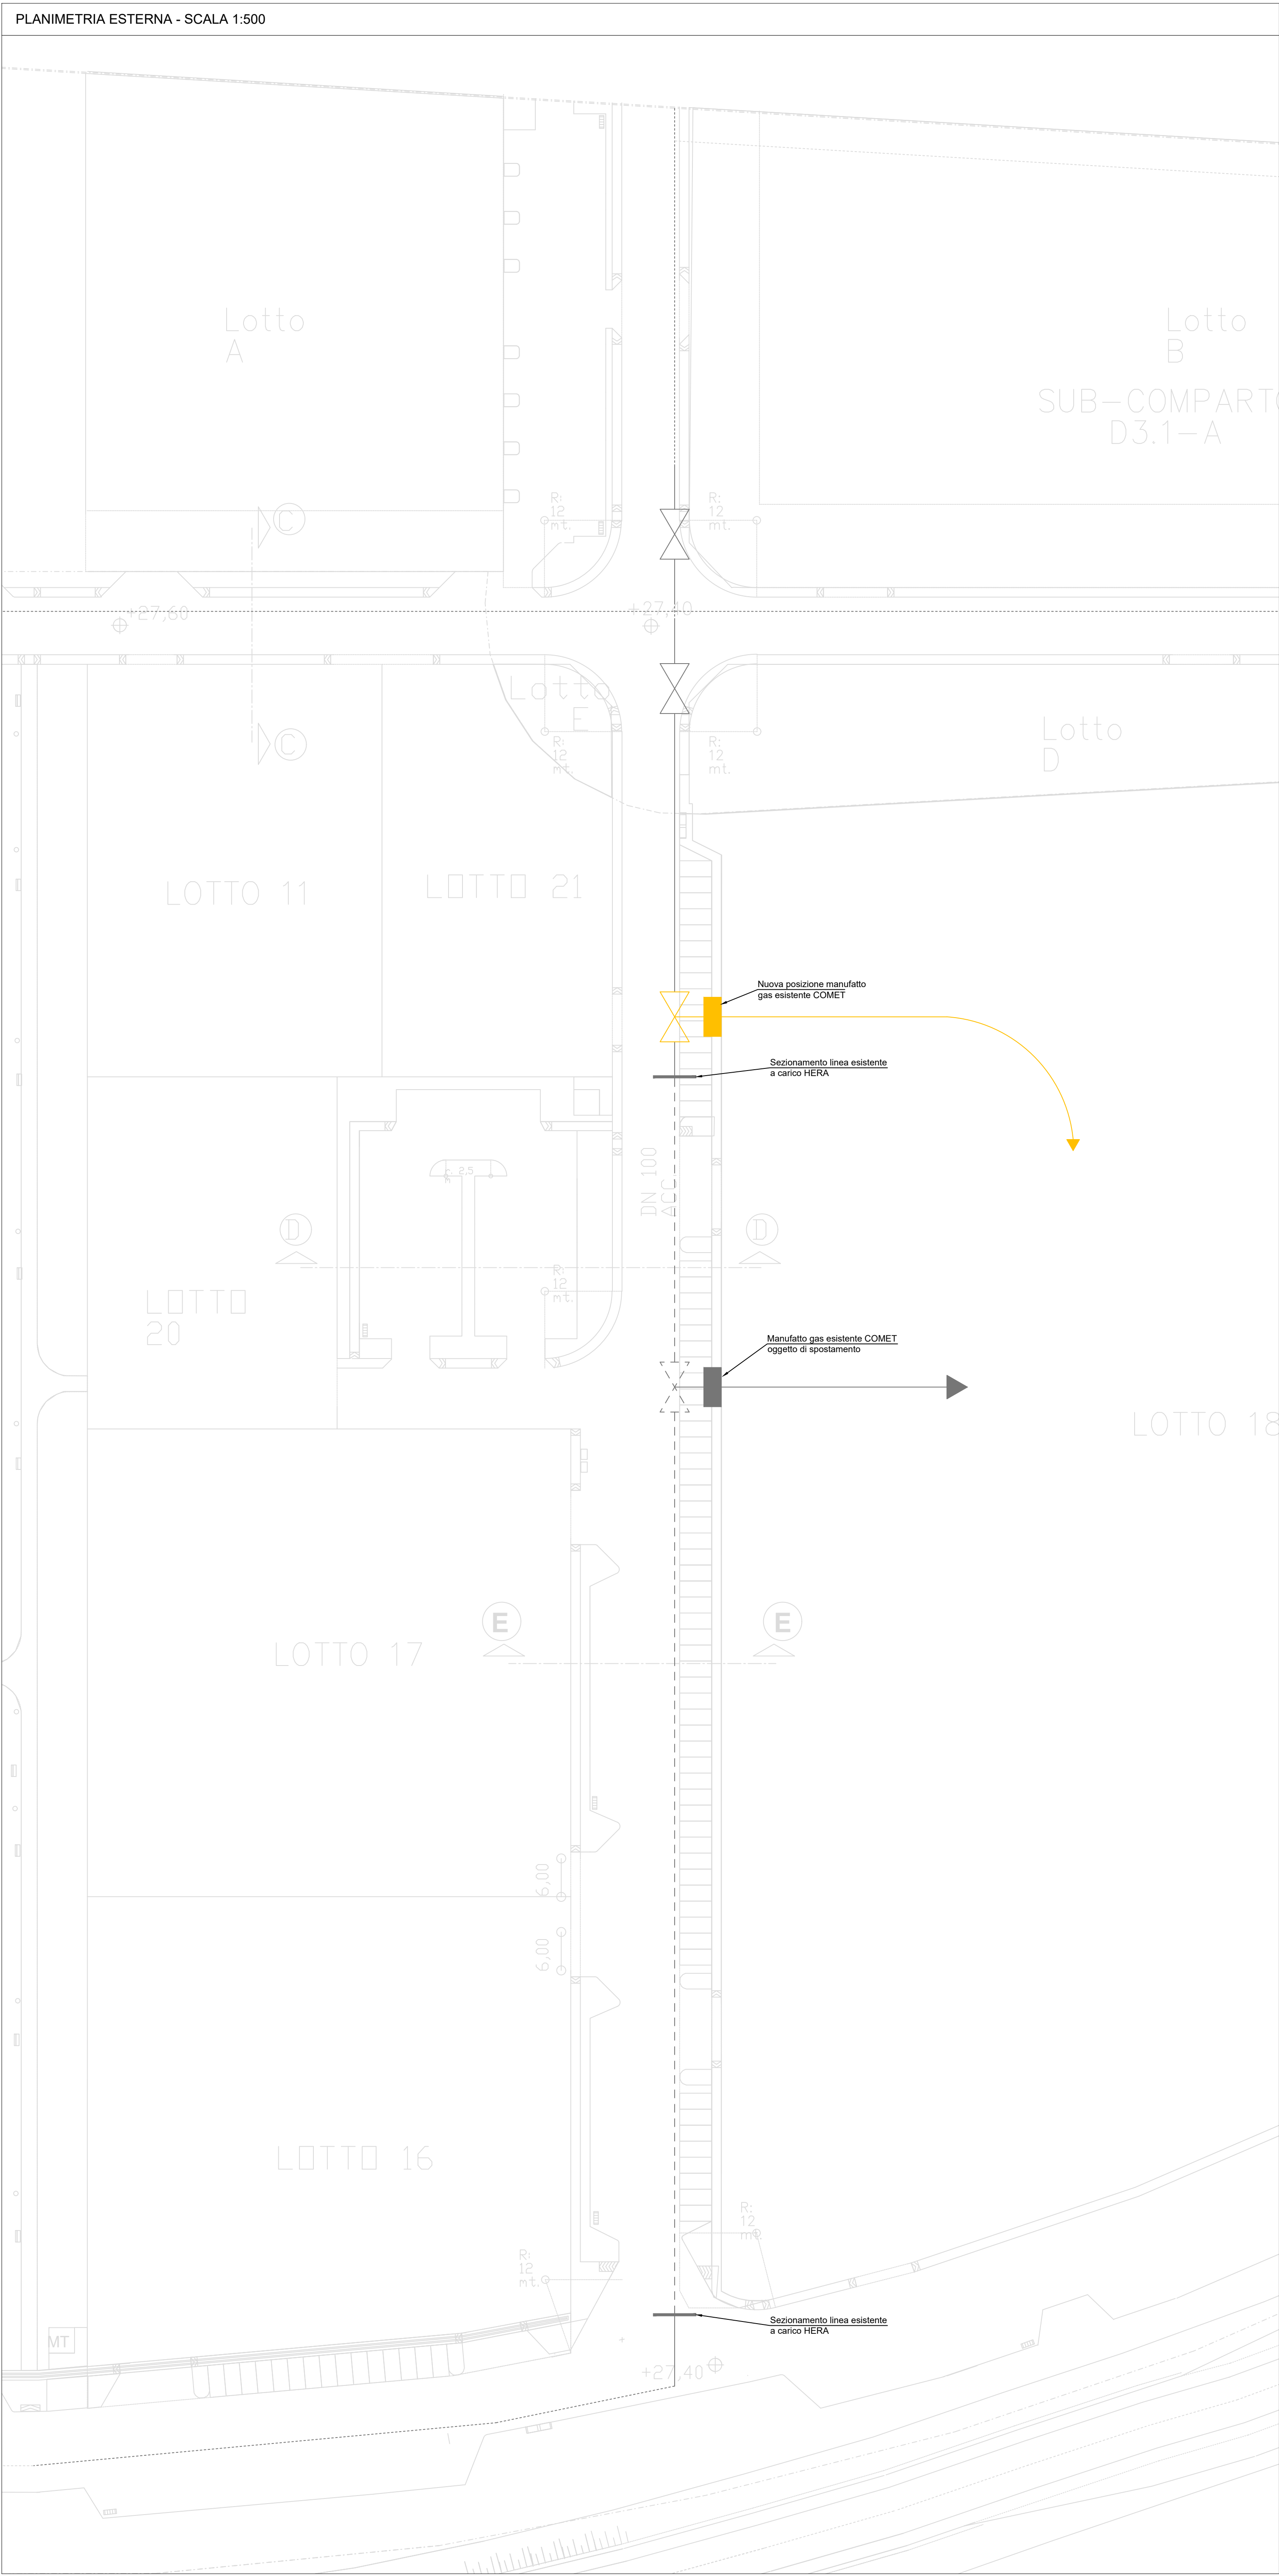 PLANIMETRIA ESTERNA - SCALA 1:500
Lotto
A
Lotto
B
SUB-COMPARTO
D3.1-A
R:
12
mt.
R:
12
mt.
C
+27,60
+27,40
Lotto
E
R:
12
mt.
R:
12
mt.
Lotto
D
C
LOTTO 11
LOTTO 21
Nuova posizione manufatto
gas esistente COMET
Sezionamento linea esistente
a carico HERA
DN 100
ACC.
D
D
R:
12
mt.
LOTTO
20
Manufatto gas esistente COMET
oggetto di spostamento
LOTTO 18
E
E
LOTTO 17
6,00
6,00
LOTTO 16
R:
12
mt.
R:
12
mt.
Sezionamento linea esistente
a carico HERA
MT
+27,40
1